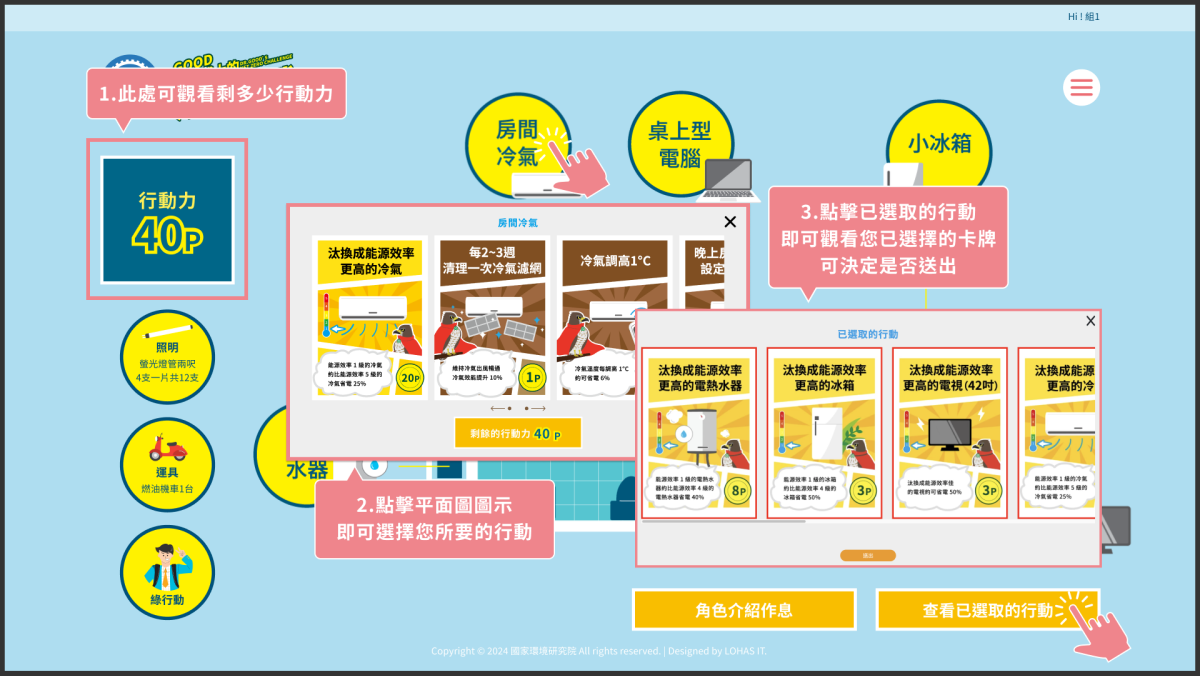 Hi ! 組1
GOOD
1.此處可觀看剩多少行動力
行動力
40P
照明
螢光燈管兩呎
4支一片共12支
運具
燃油機車1台
綠行動
房間
冷氣
桌上型
電腦
小冰箱
水器
房間冷氣
汰換成能源效率
更高的冷氣
能源效率 1 級的冷氣
約比能源效率 5 級的
冷氣省電 25%
20P
每2~3週
清理一次冷氣濾網
維持冷氣出風暢通
冷氣效能提升 10%
1P
冷氣調高1°C
冷氣溫度每調高 1°C
約可省電 6%
晚上房
設定
剩餘的行動力 40 P
2.點擊平面圖圖示
即可選擇您所要的行動
3.點擊已選取的行動
即可觀看您已選擇的卡牌
可決定是否送出
已選取的行動
汰換成能源效率
更高的電熱水器
能源效率 1 級的電熱水
器約比能源效率 4 級的
電熱水器省電 40%
8P
汰換成能源效率
更高的冰箱
能源效率 1 級的冰箱
約比能源效率 4 級的
冰箱省電 50%
3P
汰換成能源效率
更高的電視(42吋)
汰換成能源效率佳
的電視約可省電 50%
3P
汰換成能源
更高的冷
能源效率 1 級的冷氣
約比能源效率 5 級的
冷氣省電 25%
送出
角色介紹作息
查看已選取的行動
Copyright © 2024 國家環境研究院 All rights reserved. | Designed by LOHAS IT.